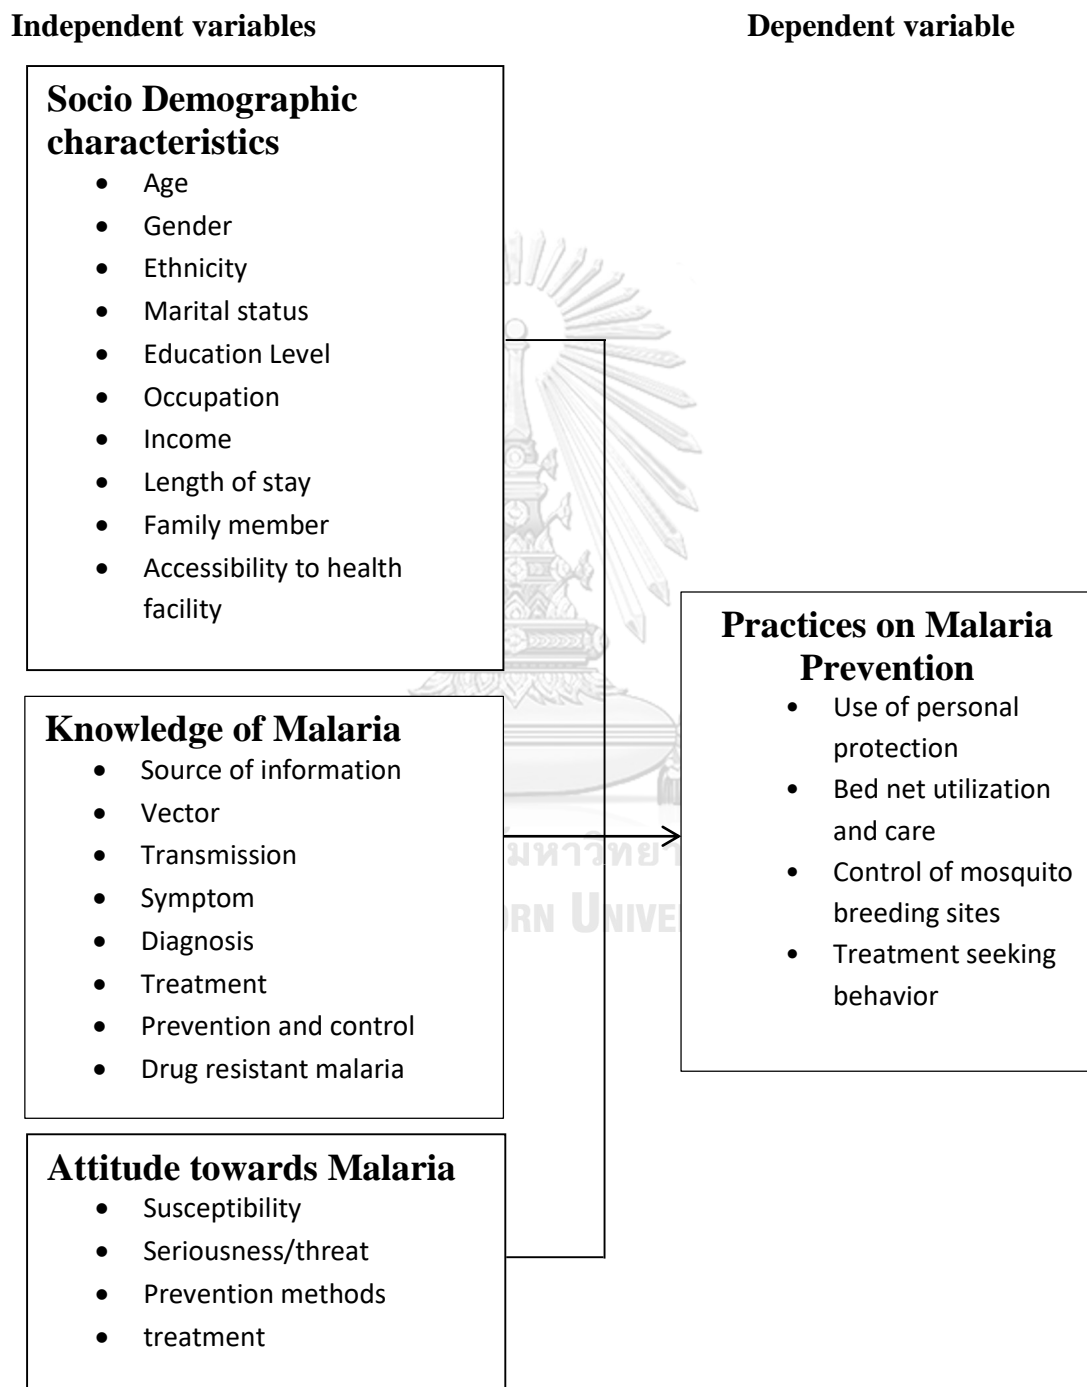 Independent variables
Dependent variable
Socio Demographic
characteristics
• Age
• Gender
• Ethnicity
• Marital status
• Education Level
• Occupation
• Income
• Length of stay
• Family member
• Accessibility to health
facility
Knowledge of Malaria
• Source of information
• Vector
• Transmission
• Symptom
• Diagnosis
• Treatment
• Prevention and control
• Drug resistant malaria
Attitude towards Malaria
• Susceptibility
• Seriousness/threat
• Prevention methods
• treatment
Practices on Malaria
Prevention
• Use of personal
protection
• Bed net utilization
and care
• Control of mosquito
breeding sites
• Treatment seeking
behavior